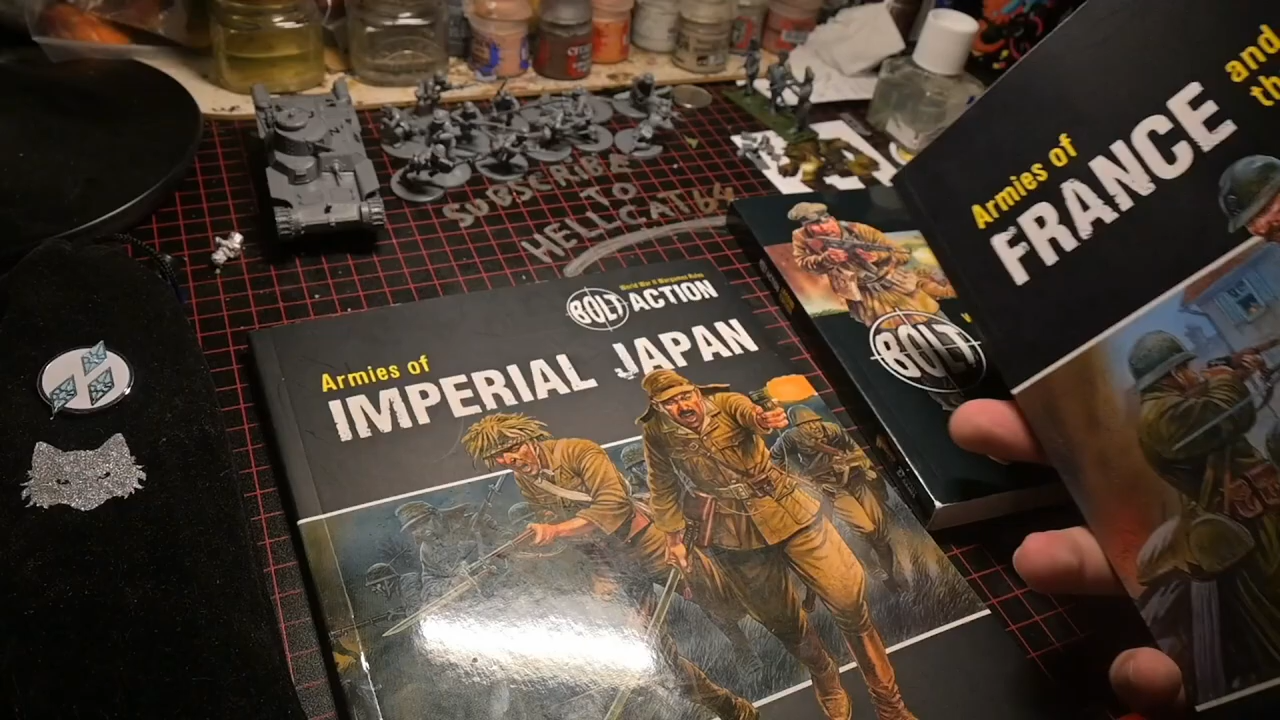 SUBSCRIBE
TO
HELLCAT64
World War II Wargames Rules
BOLT ACTION
Armies of
IMPERIAL JAPAN
BOLT
Armies of
FRANCE and
th